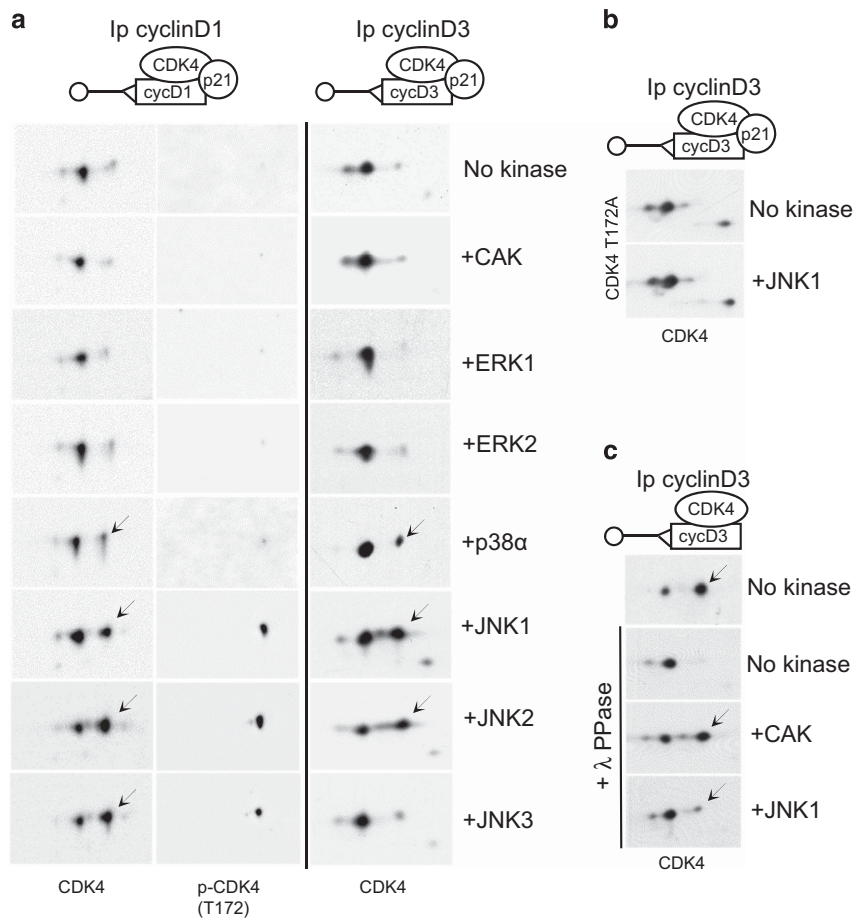 a
Ip cyclinD1
CDK4
cycD1
p21
Ip cyclinD3
CDK4
cycD3
p21
No kinase
+CAK
+ERK1
+ERK2
+p38α
+JNK1
+JNK2
+JNK3
CDK4
p-CDK4
(T172)
CDK4
b
Ip cyclinD3
CDK4
cycD3
p21
CDK4 T172A
No kinase
+JNK1
CDK4
c
Ip cyclinD3
CDK4
cycD3
No kinase
+ λ PPase
No kinase
+CAK
+JNK1
CDK4